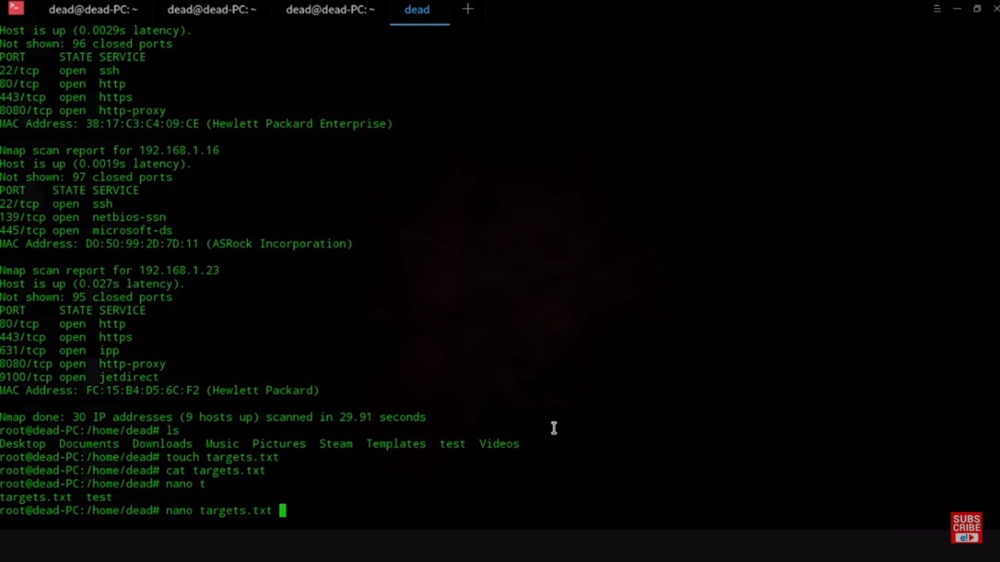 dead@dead-PC: ~ dead@dead-PC: ~ dead@dead-PC: ~ dead
Host is up (0.0029s latency).
Not shown: 96 closed ports
PORT     STATE SERVICE
22/tcp   open  ssh
80/tcp   open  http
443/tcp  open  https
8080/tcp open  http-proxy
MAC Address: 38:17:C3:C4:09:CE (Hewlett Packard Enterprise)
Nmap scan report for 192.168.1.16
Host is up (0.0019s latency).
Not shown: 97 closed ports
PORT    STATE SERVICE
22/tcp  open  ssh
139/tcp open  netbios-ssn
445/tcp open  microsoft-ds
MAC Address: D0:50:99:2D:7D:11 (ASRock Incorporation)
Nmap scan report for 192.168.1.23
Host is up (0.027s latency).
Not shown: 95 closed ports
PORT     STATE SERVICE
80/tcp   open  http
443/tcp  open  https
631/tcp  open  ipp
8080/tcp open  http-proxy
9100/tcp open  jetdirect
MAC Address: FC:15:B4:D5:6C:F2 (Hewlett Packard)
Nmap done: 30 IP addresses (9 hosts up) scanned in 29.91 seconds
root@dead-PC:/home/dead# ls
Desktop  Documents  Downloads  Music  Pictures  Steam  Templates  test  Videos
root@dead-PC:/home/dead# touch targets.txt
root@dead-PC:/home/dead# cat targets.txt
root@dead-PC:/home/dead# nano t
targets.txt  test
root@dead-PC:/home/dead# nano targets.txt
SUBS
CRIBE
e!